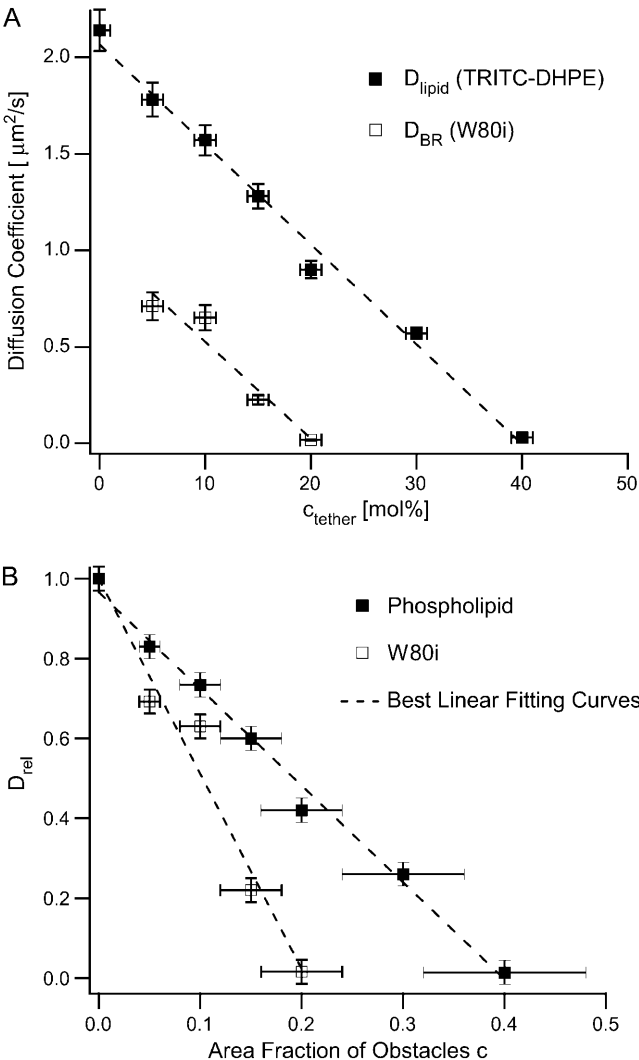 A
Diffusion Coefficient [ μm²/s]
2.0
1.5
1.0
0.5
0.0
D_lipid (TRITC-DHPE)
D_BR (W80i)
0 10 20 30 40 50
c_tether [mol%]
B
D_rel
1.0
0.8
0.6
0.4
0.2
0.0
Phospholipid
W80i
Best Linear Fitting Curves
0.0 0.1 0.2 0.3 0.4 0.5
Area Fraction of Obstacles c